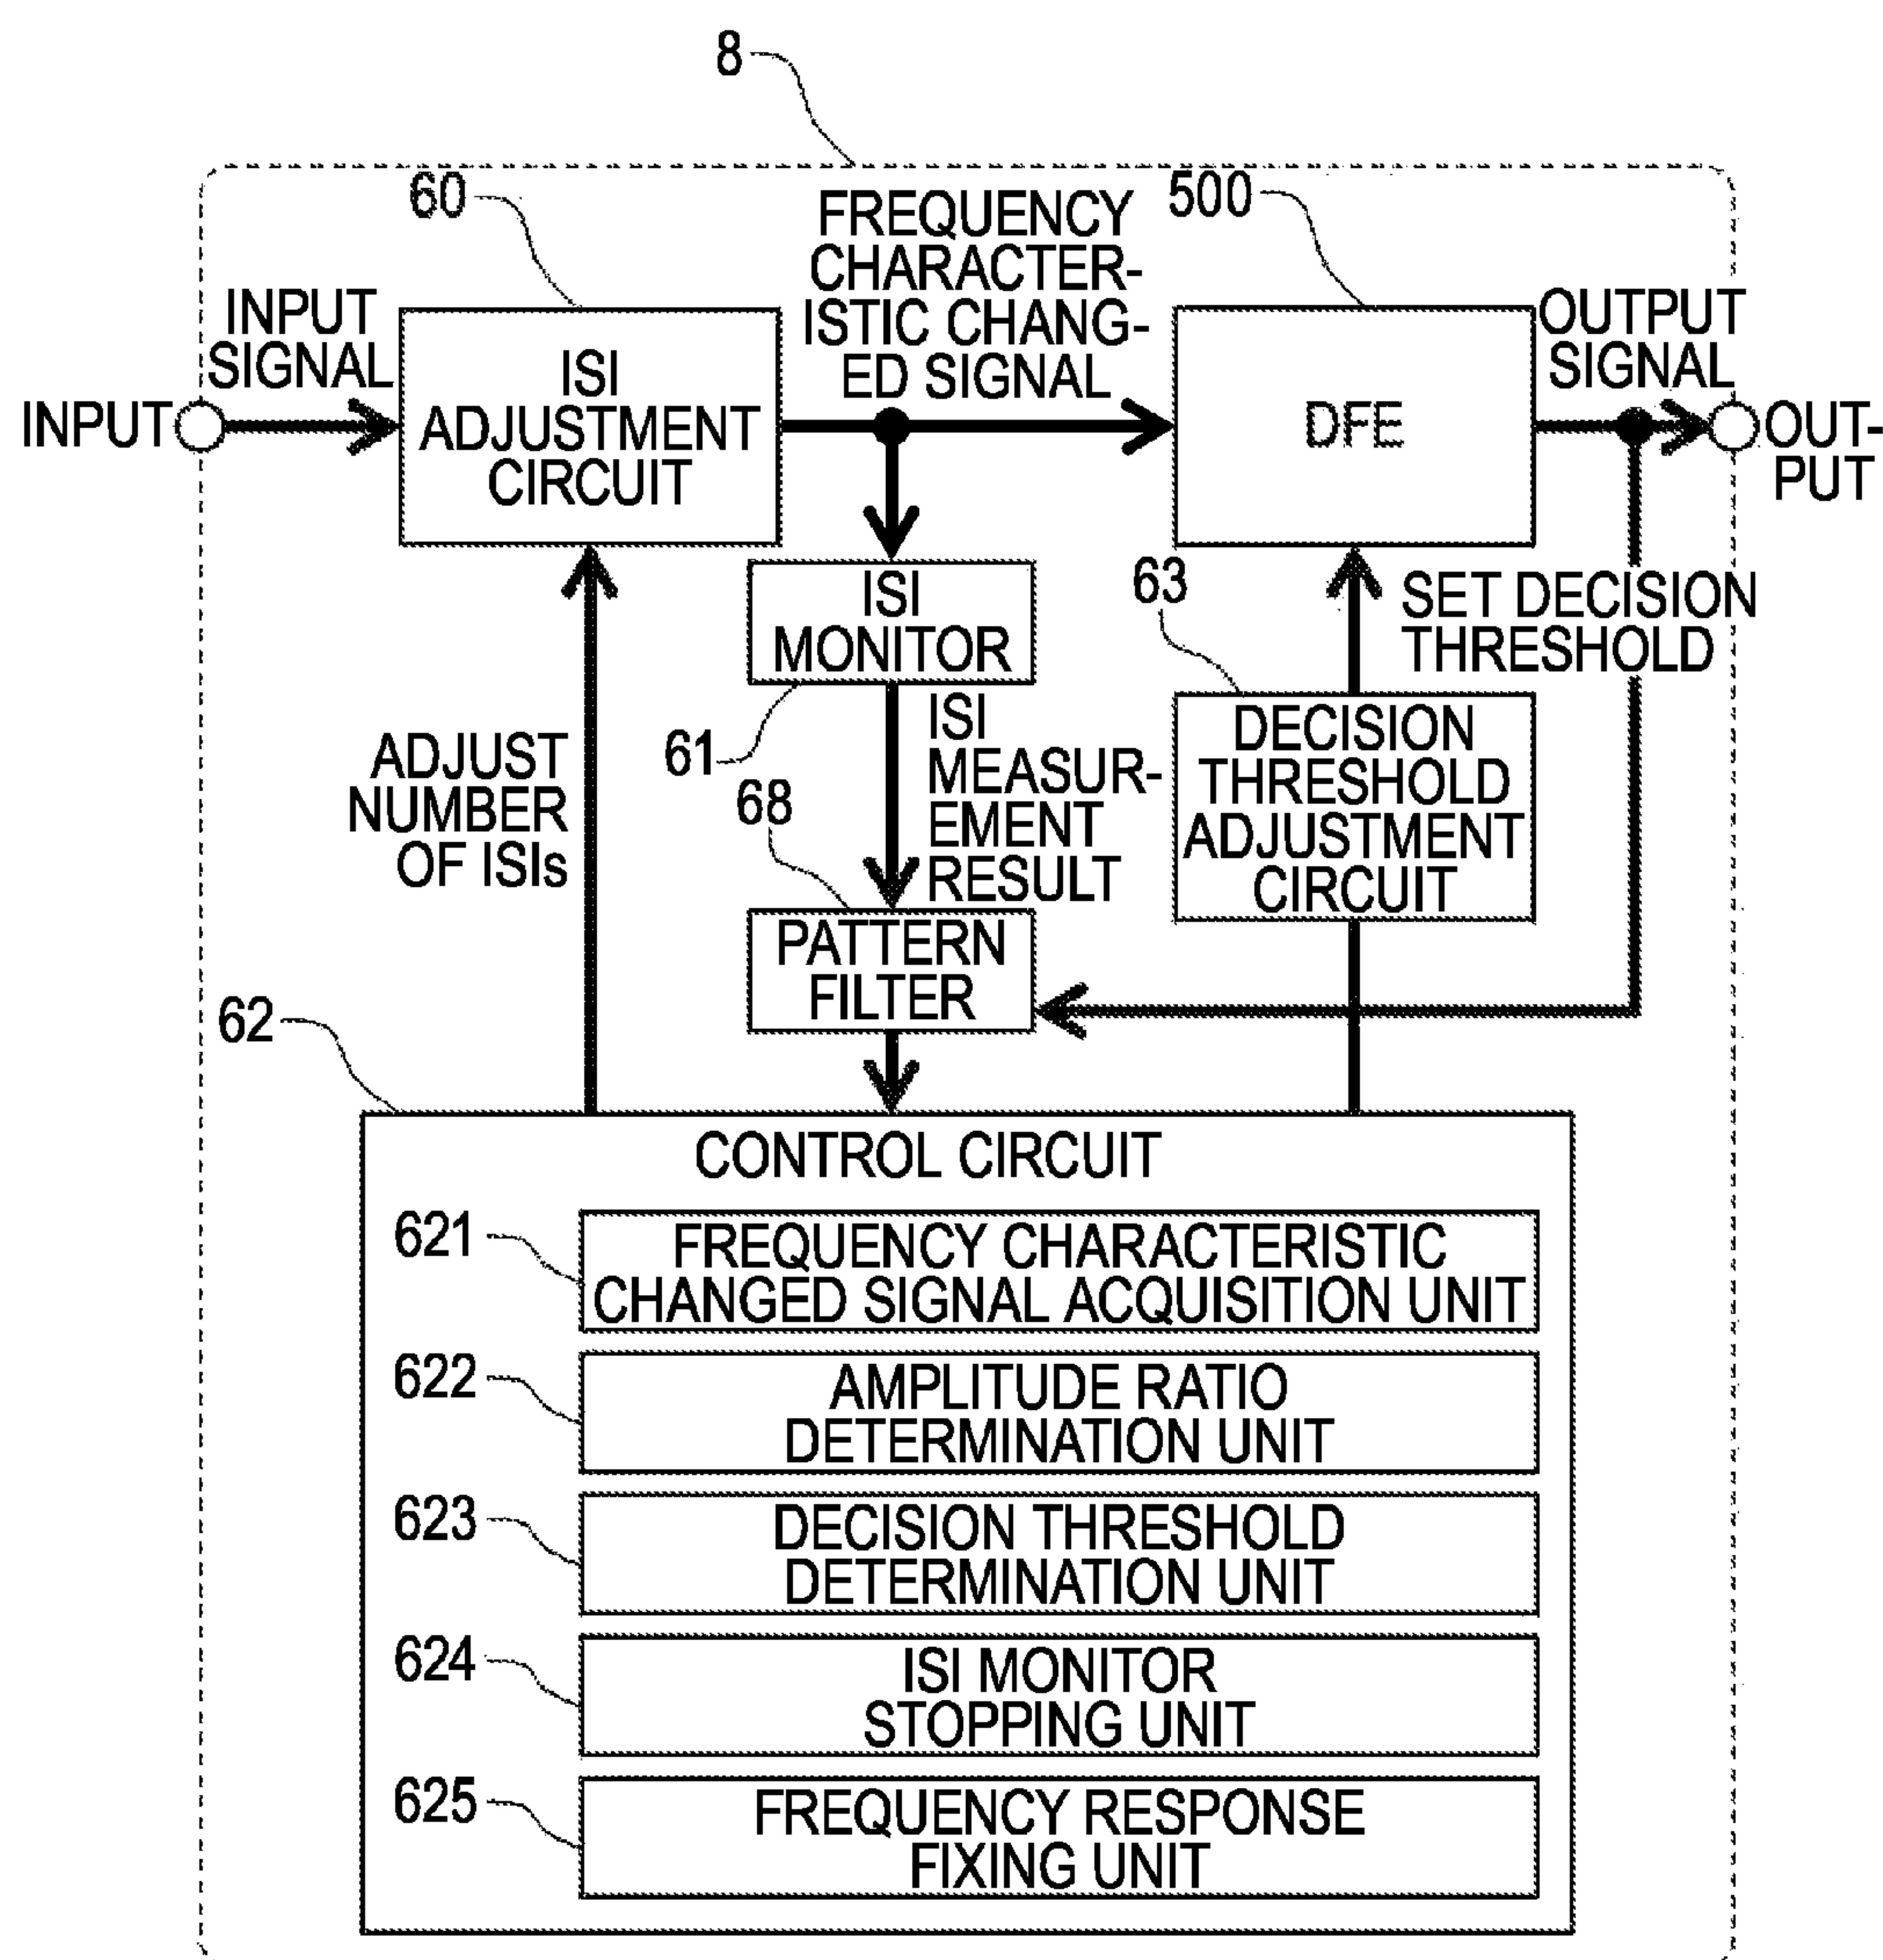 8
60
FREQUENCY
CHARACTER-
ISTIC CHANG-
ED SIGNAL
500
INPUT
SIGNAL
OUTPUT
SIGNAL
INPUT
ISI
ADJUSTMENT
CIRCUIT
DFE
OUT-
PUT
ISI
MONITOR
63
SET DECISION
THRESHOLD
61
ISI
MEASUR-
EMENT
RESULT
ADJUST
NUMBER
OF ISIs
68
DECISION
THRESHOLD
ADJUSTMENT
CIRCUIT
PATTERN
FILTER
62
CONTROL CIRCUIT
621
FREQUENCY CHARACTERISTIC
CHANGED SIGNAL ACQUISITION UNIT
622
AMPLITUDE RATIO
DETERMINATION UNIT
623
DECISION THRESHOLD
DETERMINATION UNIT
624
ISI MONITOR
STOPPING UNIT
625
FREQUENCY RESPONSE
FIXING UNIT